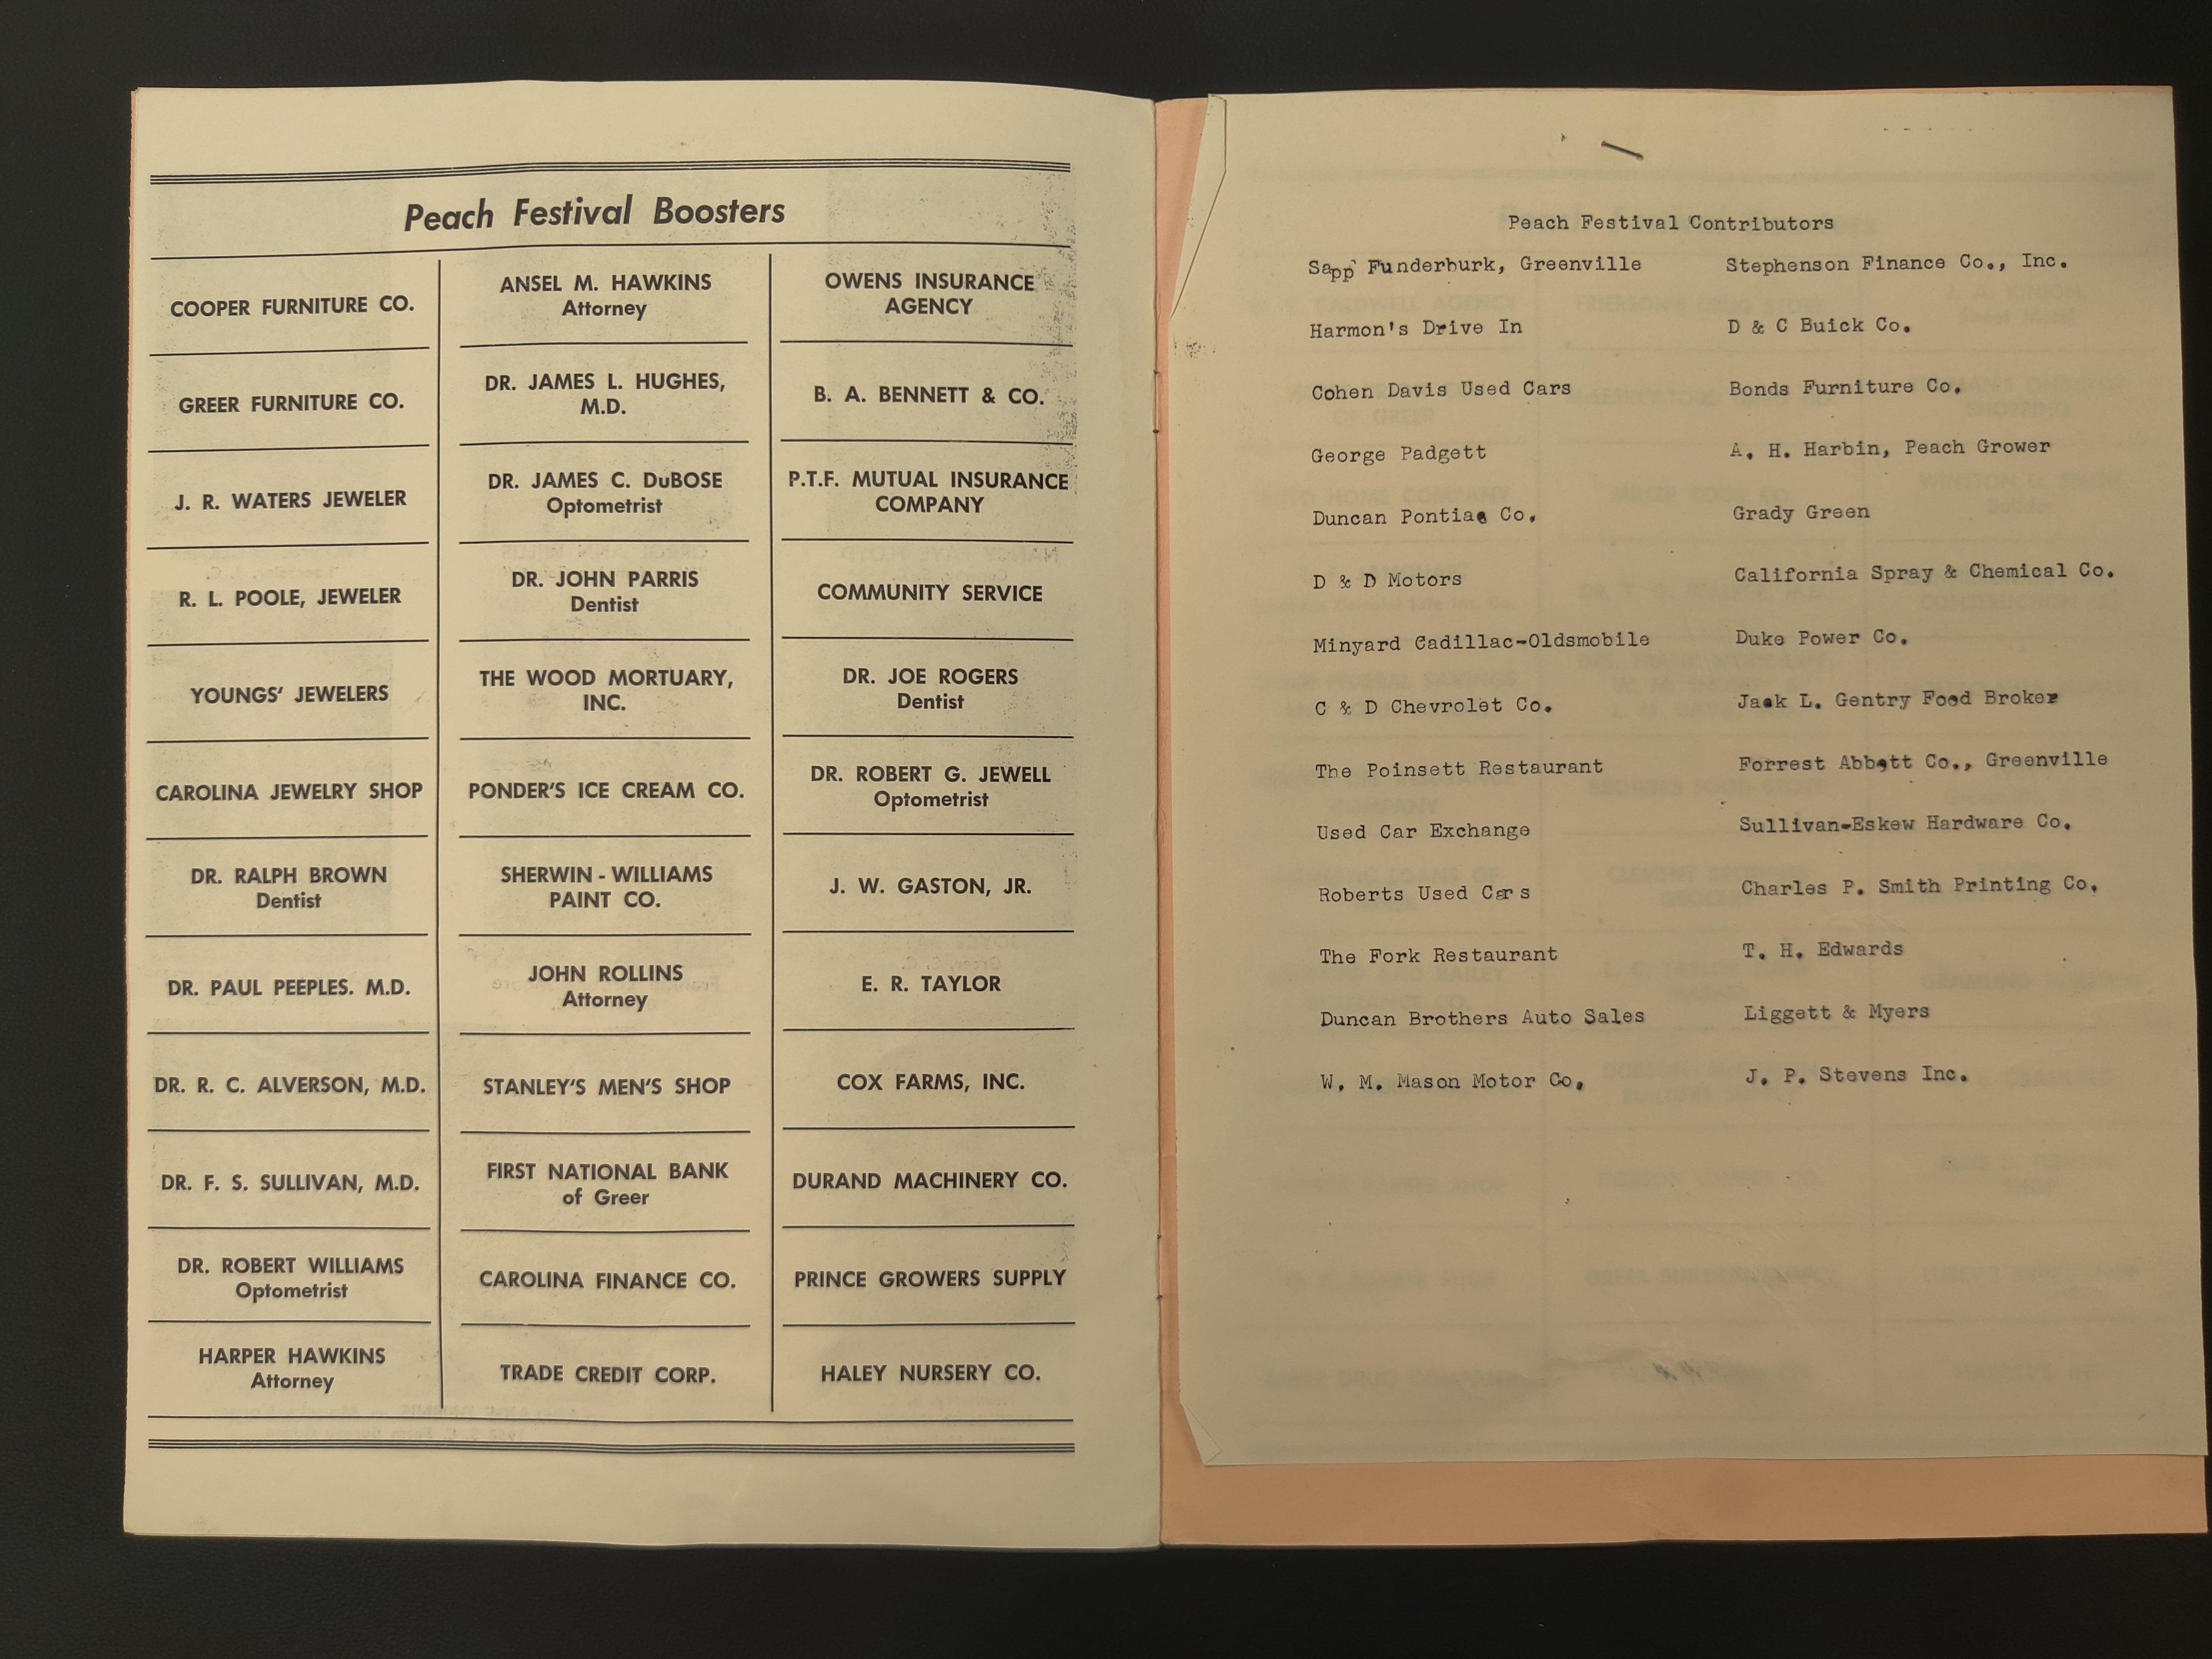 Peach Festival Boosters
COOPER FURNITURE CO.
GREER FURNITURE CO.
J. R. WATERS JEWELER
R. L. POOLE, JEWELER
YOUNGS' JEWELERS
CAROLINA JEWELRY SHOP
DR. RALPH BROWN
Dentist
DR. PAUL PEEPLES. M.D.
DR. R. C. ALVERSON, M.D.
DR. F. S. SULLIVAN, M.D.
DR. ROBERT WILLIAMS
Optometrist
HARPER HAWKINS
Attorney
ANSEL M. HAWKINS
Attorney
DR. JAMES L. HUGHES,
M.D.
DR. JAMES C. DuBOSE
Optometrist
DR. JOHN PARRIS
Dentist
THE WOOD MORTUARY,
INC.
PONDER'S ICE CREAM CO.
SHERWIN - WILLIAMS
PAINT CO.
JOHN ROLLINS
Attorney
STANLEY'S MEN'S SHOP
FIRST NATIONAL BANK
of Greer
CAROLINA FINANCE CO.
TRADE CREDIT CORP.
OWENS INSURANCE
AGENCY
B. A. BENNETT & CO.
P.T.F. MUTUAL INSURANCE
COMPANY
COMMUNITY SERVICE
DR. JOE ROGERS
Dentist
DR. ROBERT G. JEWELL
Optometrist
J. W. GASTON, JR.
E. R. TAYLOR
COX FARMS, INC.
DURAND MACHINERY CO.
PRINCE GROWERS SUPPLY
HALEY NURSERY CO.
Peach Festival Contributors
Sapp Funderburk, Greenville
Harmon's Drive In
Cohen Davis Used Cars
George Padgett
Duncan Pontiac Co.
D & D Motors
Minyard Cadillac-Oldsmobile
C & D Chevrolet Co.
The Poinsett Restaurant
Used Car Exchange
Roberts Used Cars
The Fork Restaurant
Duncan Brothers Auto Sales
W. M. Mason Motor Co.
Stephenson Finance Co., Inc.
D & C Buick Co.
Bonds Furniture Co.
A. H. Harbin, Peach Grower
Grady Green
California Spray & Chemical Co.
Duke Power Co.
Jack L. Gentry Food Broker
Forrest Abbott Co., Greenville
Sullivan-Eskew Hardware Co.
Charles P. Smith Printing Co.
T. H. Edwards
Liggett & Myers
J. P. Stevens Inc.